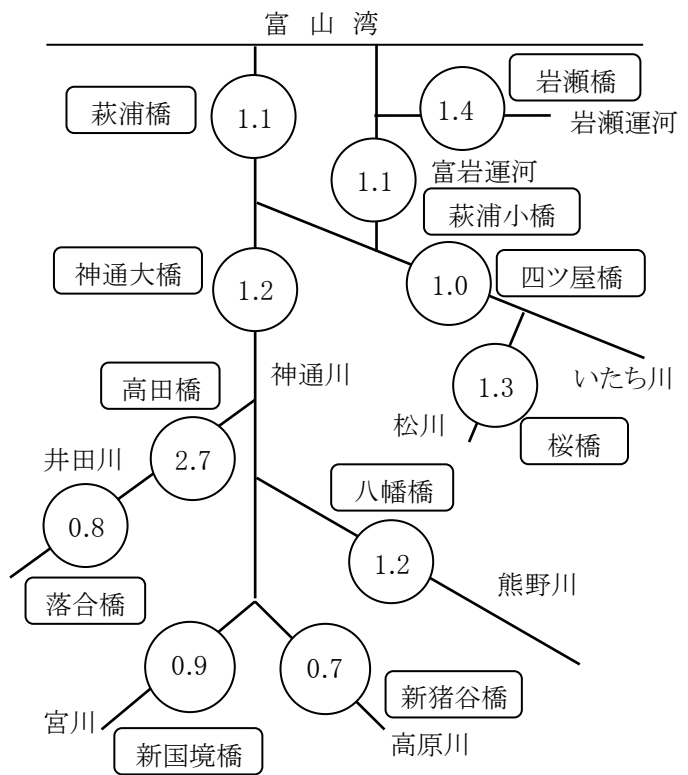 富山湾
岩瀬橋
萩浦橋
1.1
1.4
岩瀬運河
1.1
富岩運河
萩浦小橋
神通大橋
1.2
1.0
四ツ屋橋
神通川
いたち川
高田橋
1.3
松川
桜橋
井田川
2.7
八幡橋
0.8
1.2
熊野川
落合橋
0.9
0.7
新猪谷橋
宮川
新国境橋
高原川